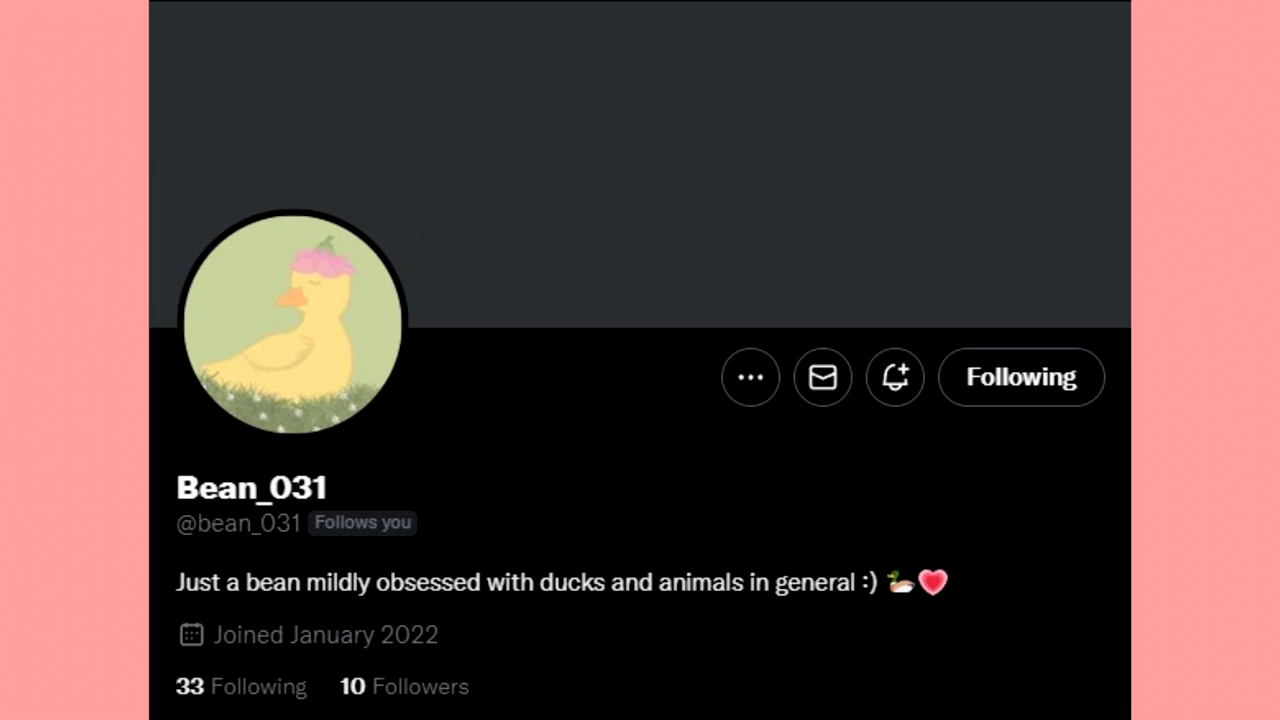 Following
Bean_031
@bean_031 Follows you
Just a bean mildly obsessed with ducks and animals in general :) 🦆❤️
Joined January 2022
33 Following 10 Followers